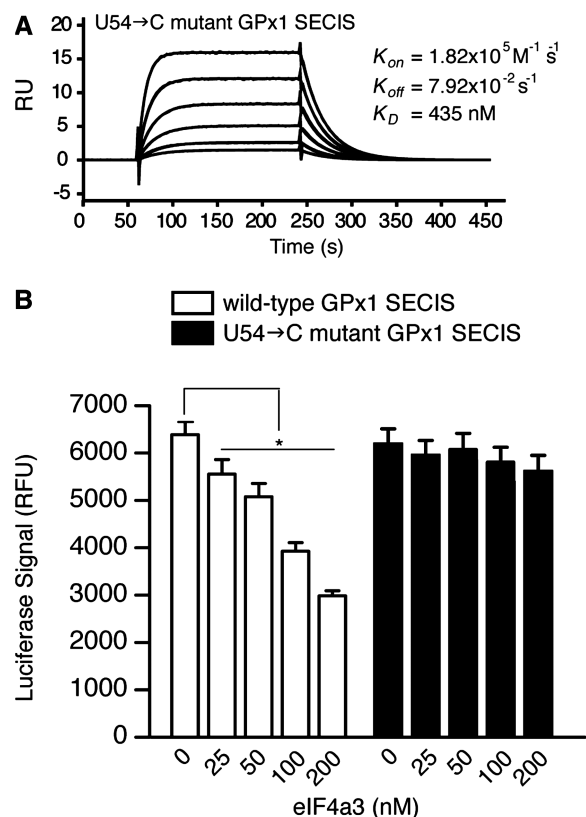 A
U54→C mutant GPx1 SECIS
K_on = 1.82x10^5 M^-1 s^-1
K_off = 7.92x10^-2 s^-1
K_D = 435 nM
RU
20
15
10
5
0
-5
0 50 100 150 200 250 300 350 400 450
Time (s)
B
wild-type GPx1 SECIS
U54→C mutant GPx1 SECIS
Luciferase Signal (RFU)
7000
6000
5000
4000
3000
2000
1000
0
*
0 25 50 100 200 0 25 50 100 200
eIF4a3 (nM)